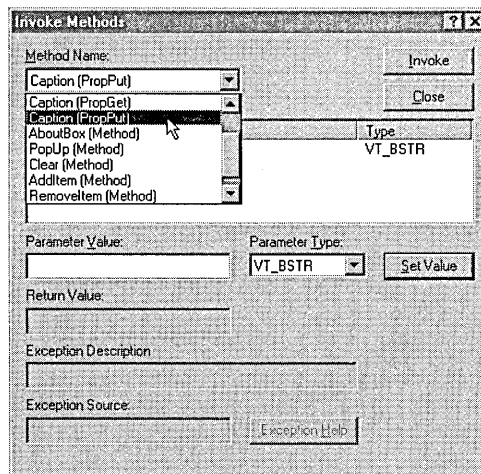 Invoke Methods
Method Name:
Invoke
Caption (PropPut)
Close
Caption (PropGet)
Caption (PropPut)
Type
AboutBox (Method)
VT_BSTR
PopUp (Method)
Clear (Method)
AddItem (Method)
RemoveItem (Method)
Parameter Value:
Parameter Type:
VT_BSTR
Set Value
Return Value:
Exception Description
Exception Source:
Exception Help